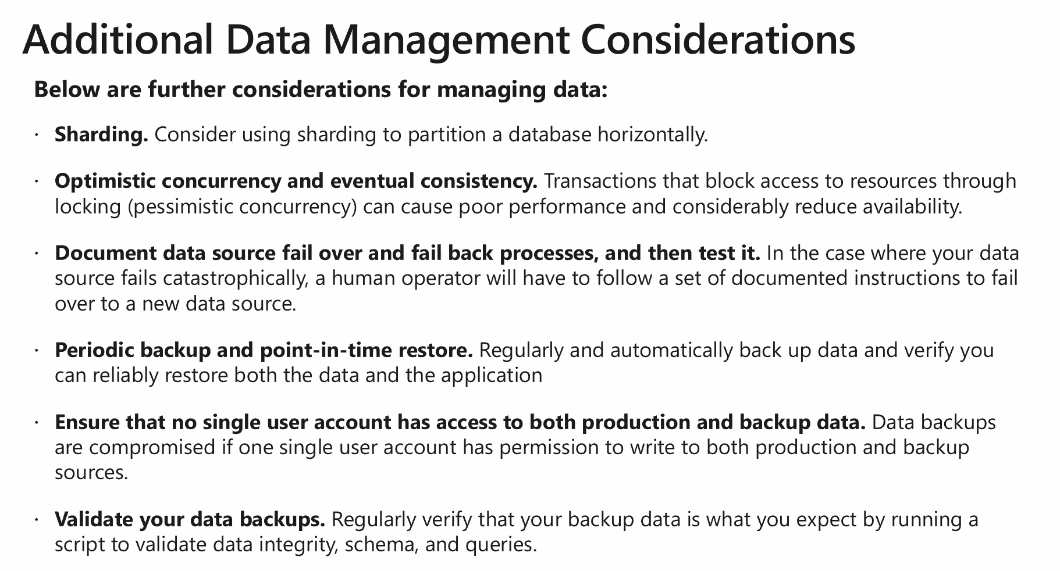 Additional Data Management Considerations
Below are further considerations for managing data:
· Sharding. Consider using sharding to partition a database horizontally.
· Optimistic concurrency and eventual consistency. Transactions that block access to resources through
locking (pessimistic concurrency) can cause poor performance and considerably reduce availability.
· Document data source fail over and fail back processes, and then test it. In the case where your data
source fails catastrophically, a human operator will have to follow a set of documented instructions to fail
over to a new data source.
· Periodic backup and point-in-time restore. Regularly and automatically back up data and verify you
can reliably restore both the data and the application
· Ensure that no single user account has access to both production and backup data. Data backups
are compromised if one single user account has permission to write to both production and backup
sources.
· Validate your data backups. Regularly verify that your backup data is what you expect by running a
script to validate data integrity, schema, and queries.